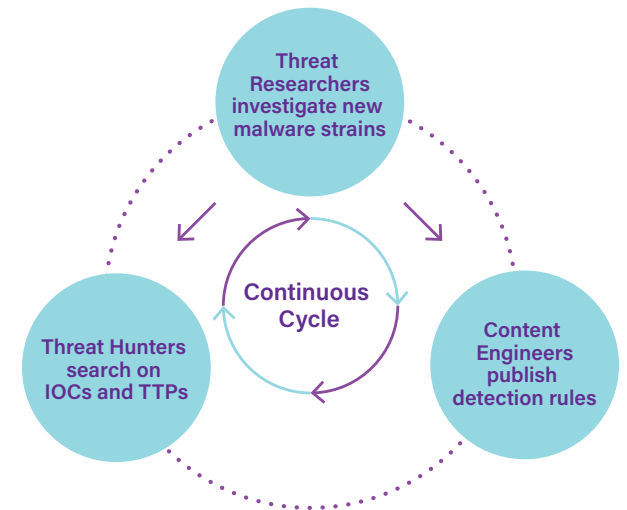 Threat
Researchers
investigate new
malware strains
Continuous
Cycle
Threat Hunters
search on
IOCs and TTPs
Content
Engineers
publish
detection rules